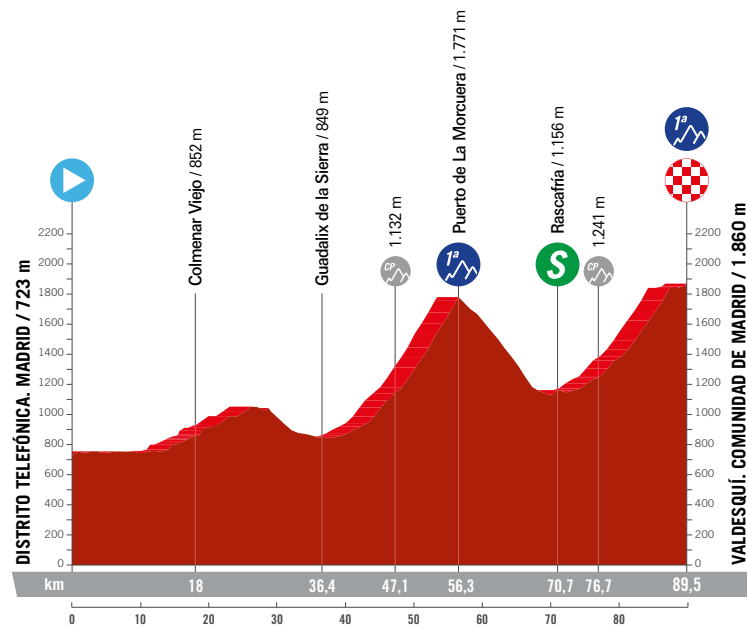 DISTRITO TELEFÓNICA. MADRID / 723 m
Colmenar Viejo / 852 m
Guadalix de la Sierra / 849 m
1.132 m
Puerto de La Morcuera / 1.771 m
Rascafría / 1.156 m
1.241 m
VALDESQUÍ. COMUNIDAD DE MADRID / 1.860 m
1ª
CP
1ª
S
CP
2200 2200
2000 2000
1800 1800
1600 1600
1400 1400
1200 1200
1000 1000
800 800
600 600
400 400
200 200
0 0
km 18 36,4 47,1 56,3 70,7 76,7 89,5
0 10 20 30 40 50 60 70 80